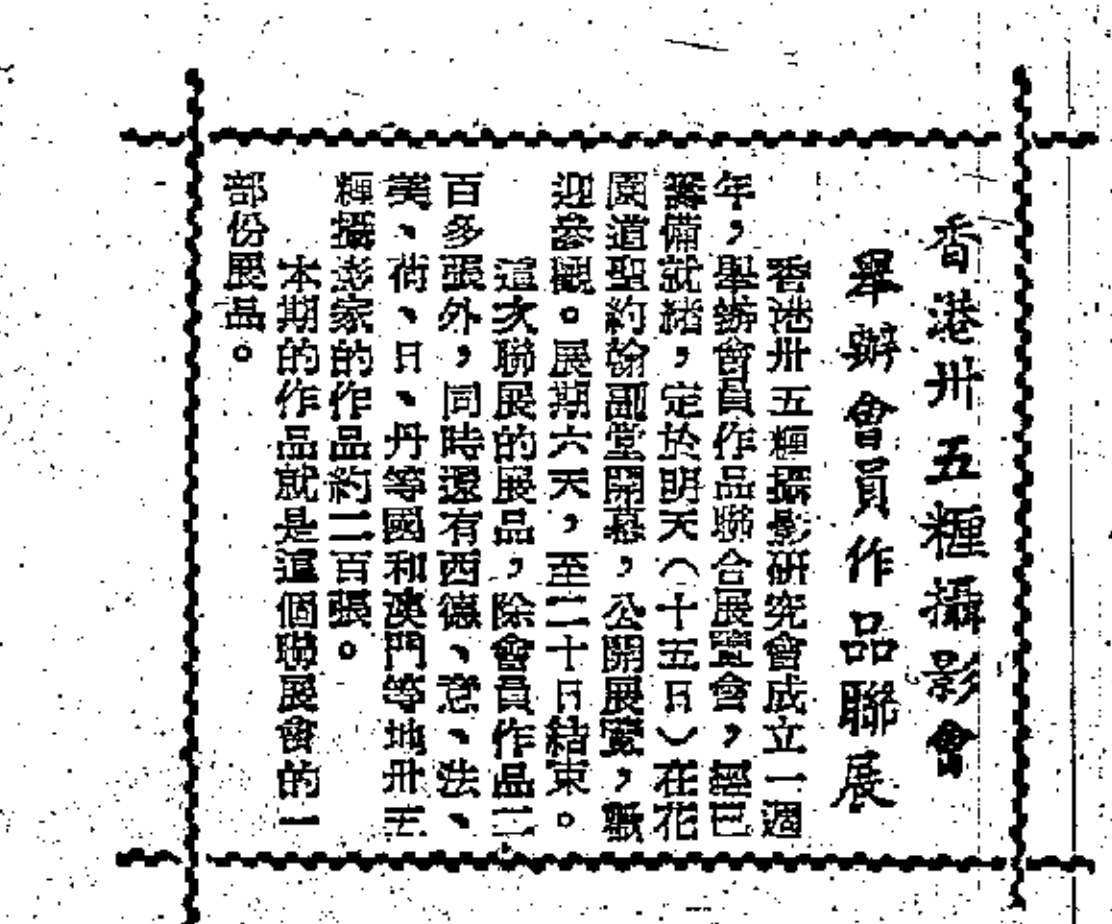 香港卅五糎攝影會
舉辦會員作品聯展
香港卅五糎攝影研究會成立一週
年，舉辦會員作品聯合展覽會，經已
籌備就緒，定於明天（十五日）在花
園道聖約翰副堂開幕，公開展覽，歡
迎參觀。展期六天，至二十日結束。
這次聯展的展品，除會員作品二
百多張外，同時還有西德、意、法、
美、荷、日、丹等國和澳門等地卅五
糎攝影家的作品約二百張。
本期的作品就是這個聯展會的一
部份展品。